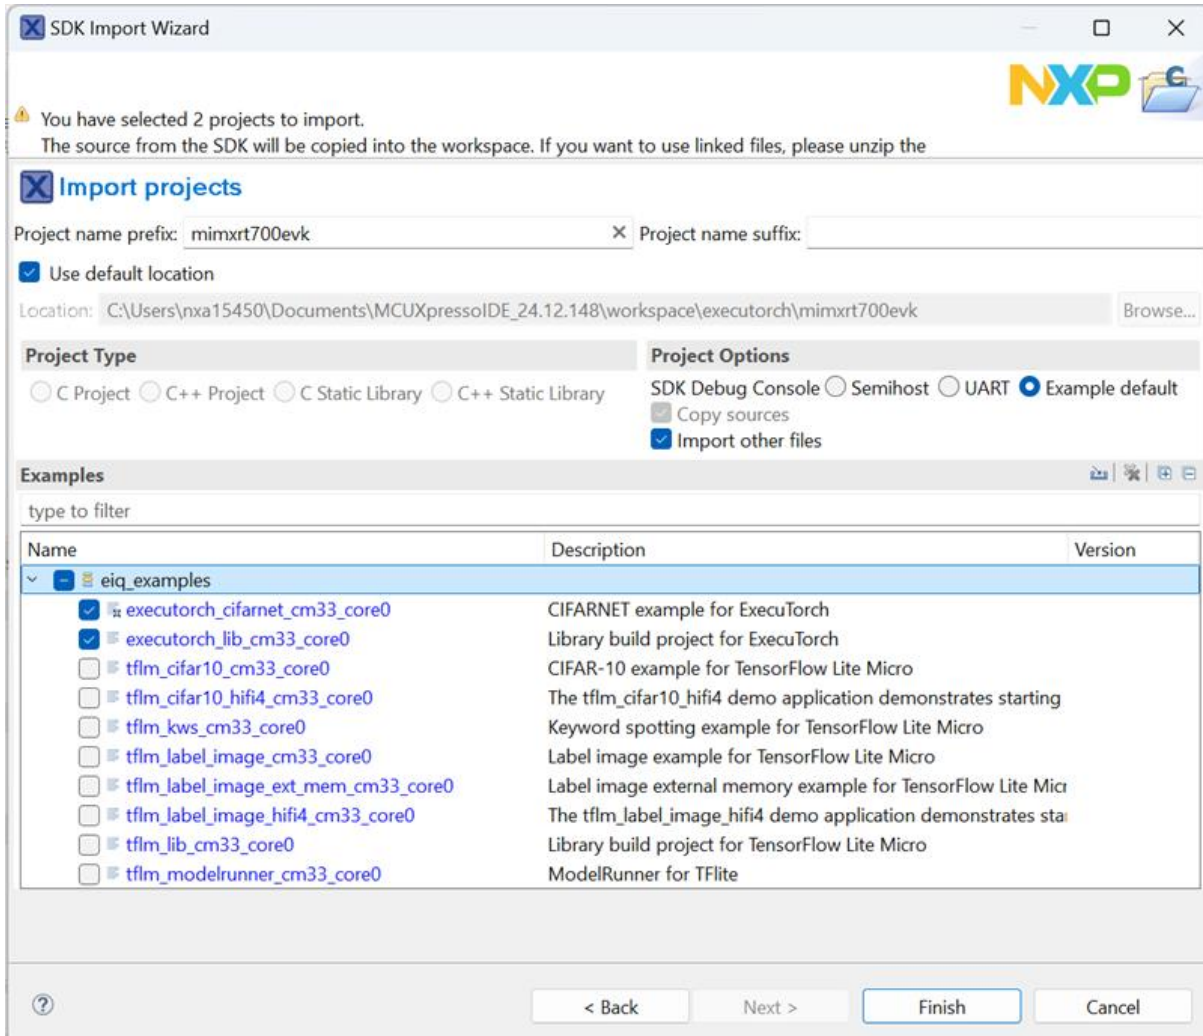 SDK Import Wizard
NXP
You have selected 2 projects to import.
The source from the SDK will be copied into the workspace. If you want to use linked files, please unzip the
Import projects
Project name prefix: mimxrt700evk Project name suffix:
Use default location
Location: C:\Users\nxa15450\Documents\MCUXpressoIDE_24.12.148\workspace\executorch\mimxrt700evk Browse...
Project Type Project Options
C Project C++ Project C Static Library C++ Static Library SDK Debug Console Semihost UART Example default
Copy sources
Import other files
Examples
type to filter
Name Description Version
eiq_examples
executorch_cifarnet_cm33_core0 CIFARNET example for ExecuTorch
executorch_lib_cm33_core0 Library build project for ExecuTorch
tflm_cifar10_cm33_core0 CIFAR-10 example for TensorFlow Lite Micro
tflm_cifar10_hifi4_cm33_core0 The tflm_cifar10_hifi4 demo application demonstrates starting
tflm_kws_cm33_core0 Keyword spotting example for TensorFlow Lite Micro
tflm_label_image_cm33_core0 Label image example for TensorFlow Lite Micro
tflm_label_image_ext_mem_cm33_core0 Label image external memory example for TensorFlow Lite Micr
tflm_label_image_hifi4_cm33_core0 The tflm_label_image_hifi4 demo application demonstrates star
tflm_lib_cm33_core0 Library build project for TensorFlow Lite Micro
tflm_modelrunner_cm33_core0 ModelRunner for TFlite
< Back Next > Finish Cancel